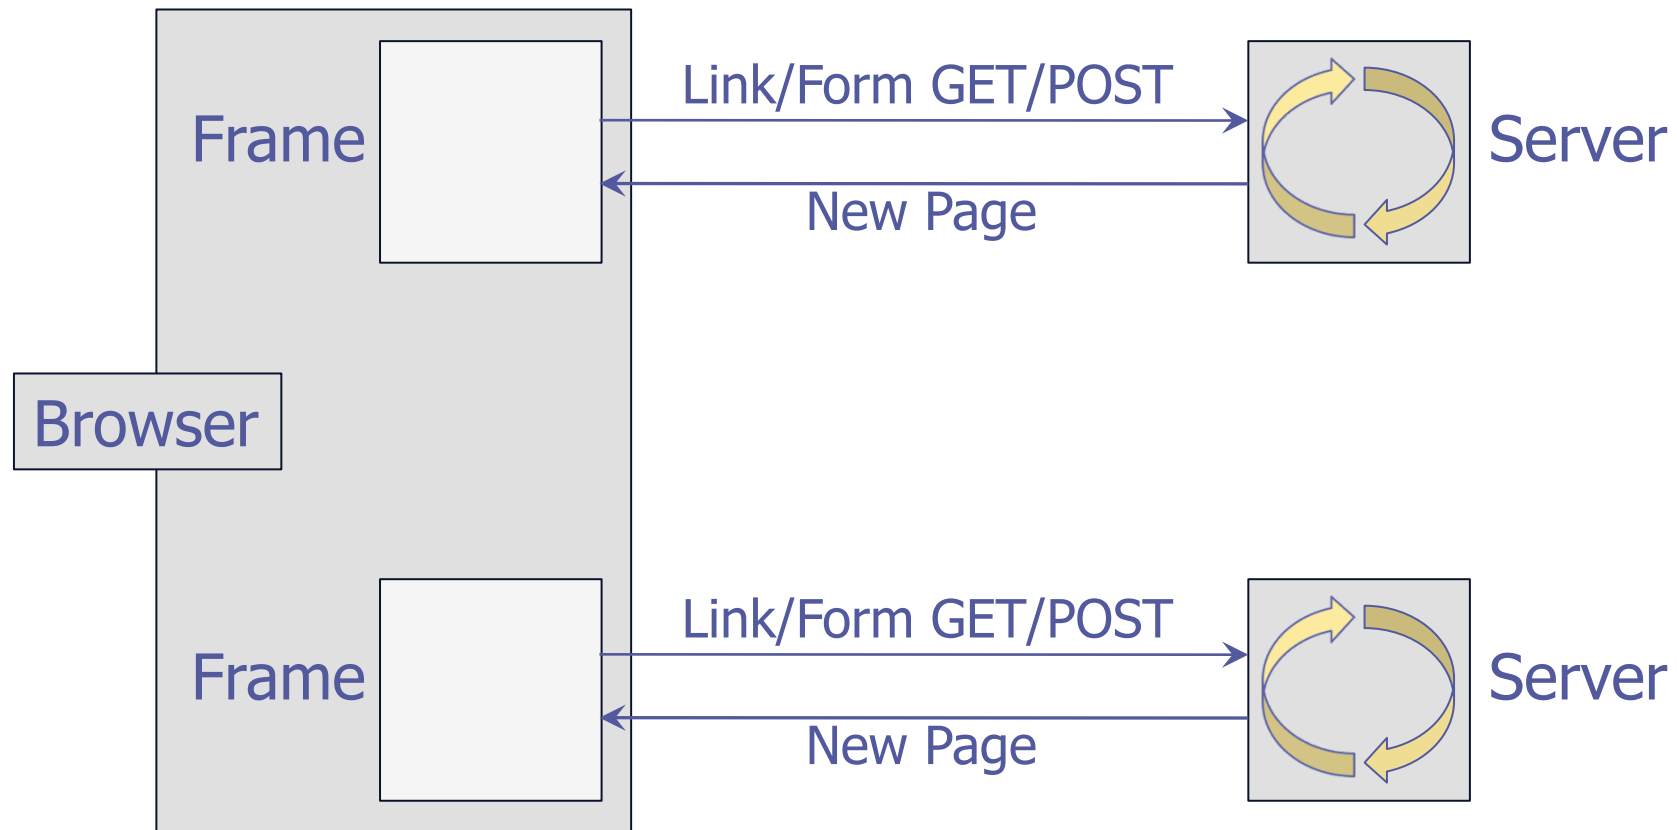 Link/Form GET/POST
Frame
Server
New Page
Browser
Link/Form GET/POST
Frame
Server
New Page